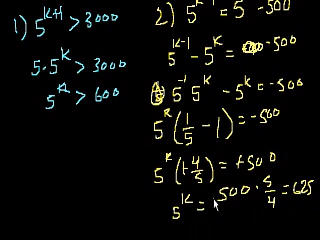 1) 5^{k+1} > 3000
5·5^k > 3000
5^k > 600
2) 5^{k-1} = 5^k - 500
5^{k-1} - 5^k = -500
5^{-1} 5^k - 5^k = -500
5^k (1/5 - 1) = -500
5^k (+4/5) = +500
5^k = 500 · 5/4 = 625